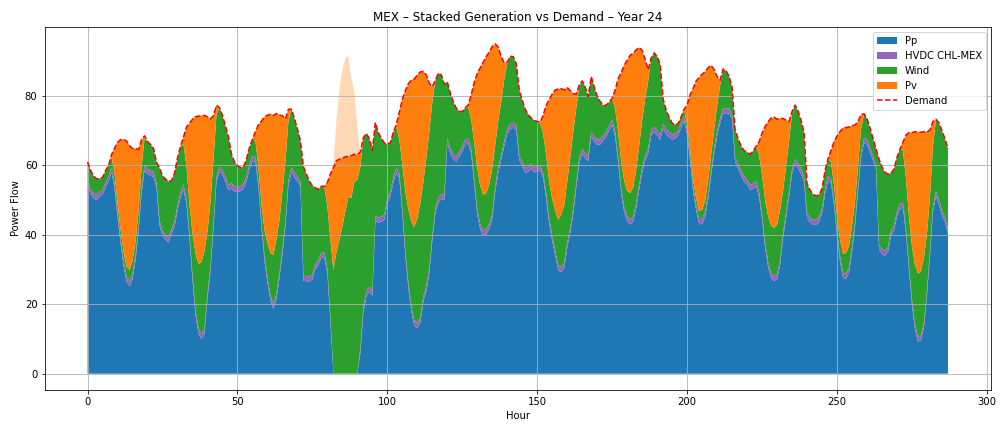 MEX – Stacked Generation vs Demand – Year 24
Pp
HVDC CHL-MEX
Wind
Pv
Demand
Power Flow
80
60
40
20
0
0 50 100 150 200 250 300
Hour